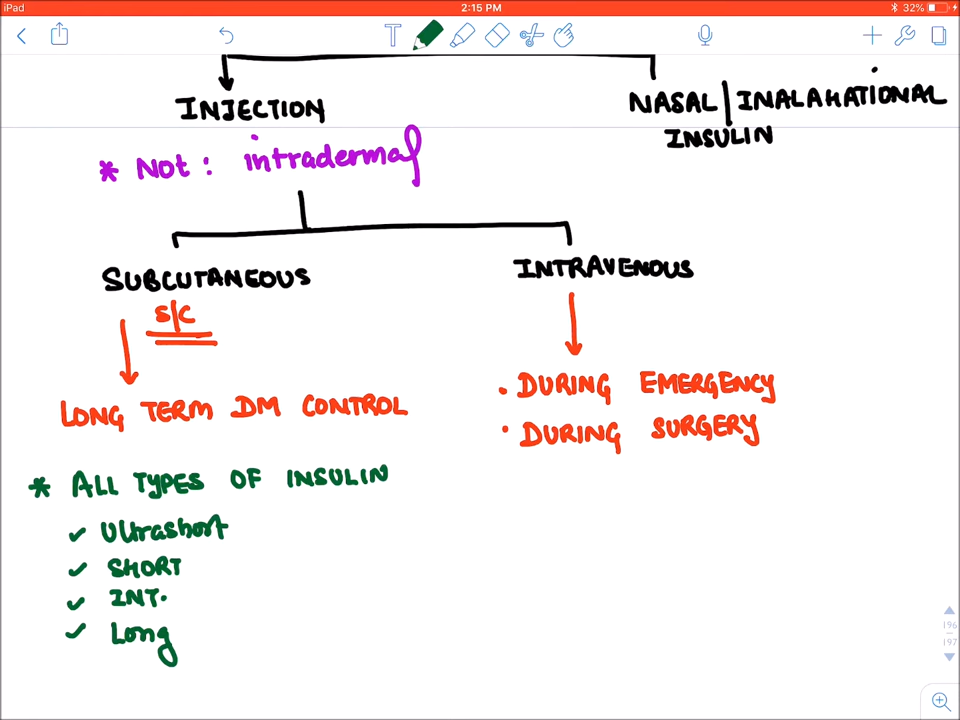 iPad 2:15 PM 32%
T
INJECTION
NASAL/INALAHATIONAL
INSULIN
* Not: intradermal
SUBCUTANEOUS
INTRAVENOUS
S/C
LONG TERM DM CONTROL
. DURING EMERGENCY
. DURING SURGERY
* ALL TYPES OF INSULIN
✓ Ultrashort
✓ SHORT
✓ INT.
✓ Long
196
197